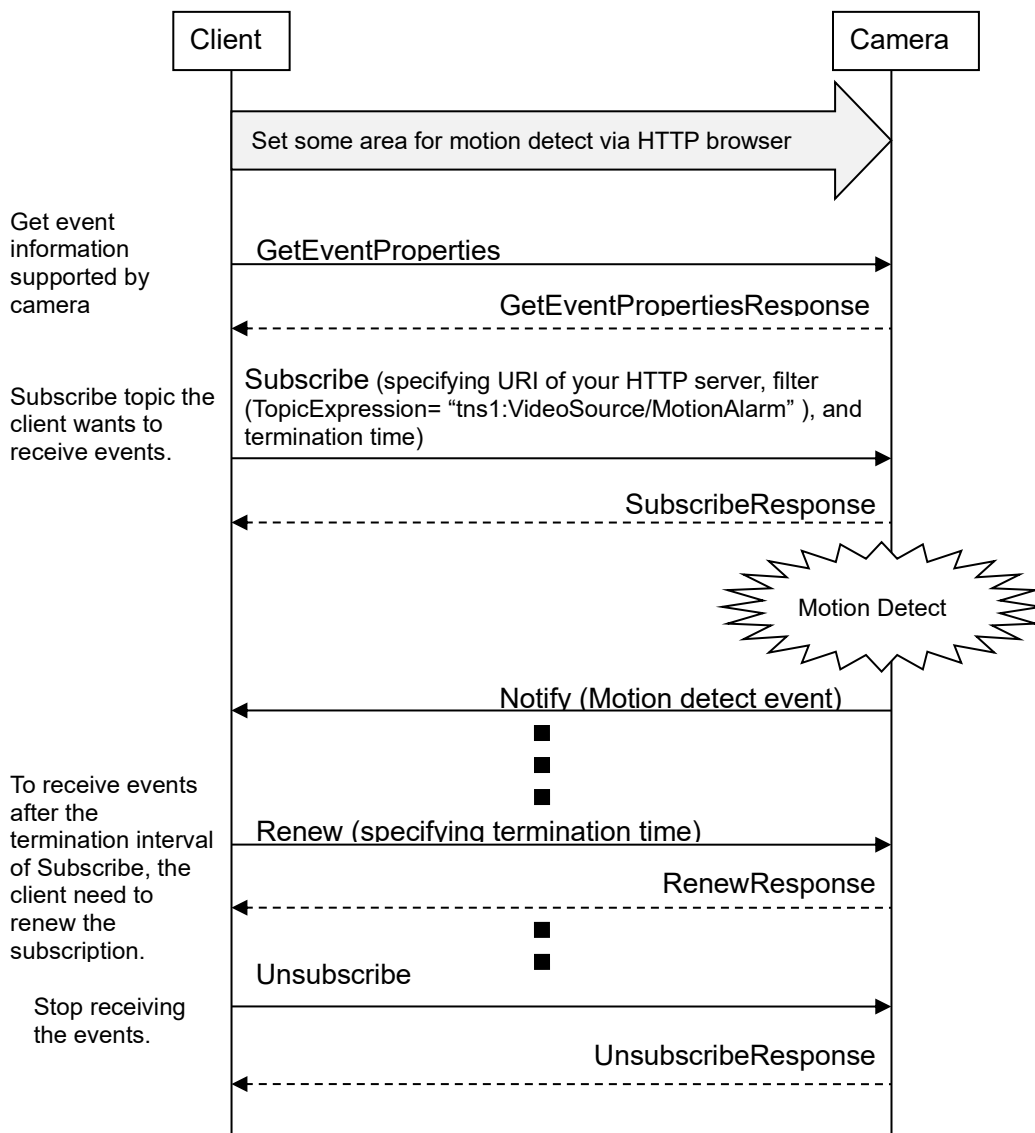 Client
Camera
Set some area for motion detect via HTTP browser
Get event
information
supported by
camera
GetEventProperties
GetEventPropertiesResponse
Subscribe topic the
client wants to
receive events.
Subscribe (specifying URI of your HTTP server, filter
(TopicExpression= “tns1:VideoSource/MotionAlarm” ), and
termination time)
SubscribeResponse
Motion Detect
Notify (Motion detect event)
To receive events
after the
termination interval
of Subscribe, the
client need to
renew the
subscription.
Renew (specifying termination time)
RenewResponse
Unsubscribe
Stop receiving
the events.
UnsubscribeResponse